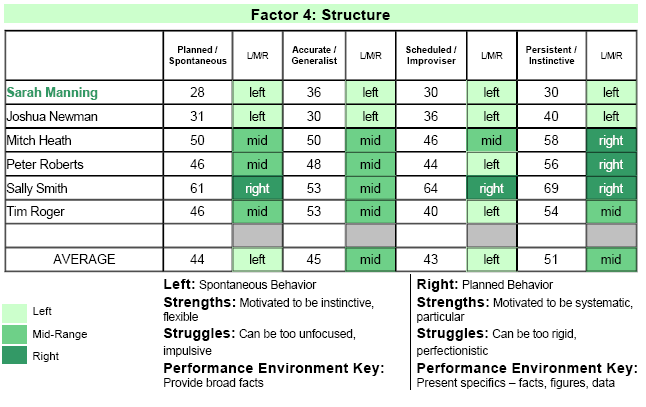 Factor 4: Structure
Planned / Spontaneous L/M/R Accurate / Generalist L/M/R Scheduled / Improviser L/M/R Persistent / Instinctive L/M/R
Sarah Manning 28 left 36 left 30 left 30 left
Joshua Newman 31 left 30 left 36 left 40 left
Mitch Heath 50 mid 50 mid 46 mid 58 right
Peter Roberts 46 mid 48 mid 44 left 56 right
Sally Smith 61 right 53 mid 64 right 69 right
Tim Roger 46 mid 53 mid 40 left 54 mid
AVERAGE 44 left 45 mid 43 left 51 mid
Left
Mid-Range
Right
Left: Spontaneous Behavior
Strengths: Motivated to be instinctive,
flexible
Struggles: Can be too unfocused,
impulsive
Performance Environment Key:
Provide broad facts
Right: Planned Behavior
Strengths: Motivated to be systematic,
particular
Struggles: Can be too rigid,
perfectionistic
Performance Environment Key:
Present specifics – facts, figures, data